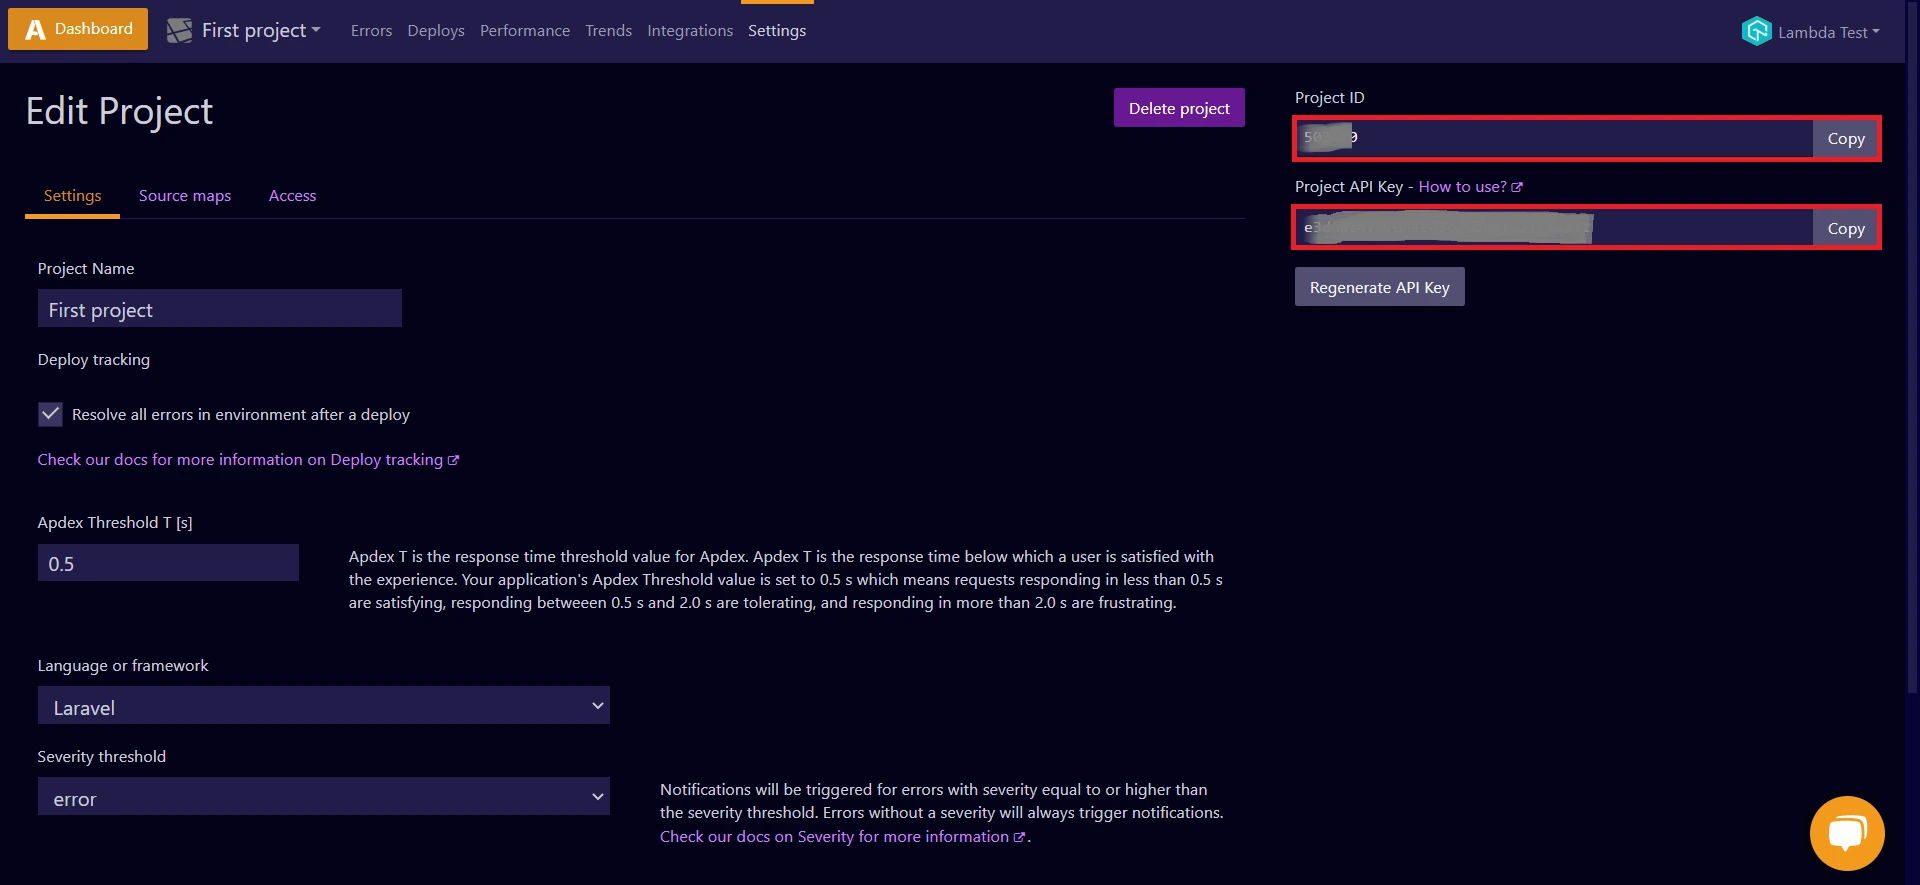 Dashboard
First project
Errors Deploys Performance Trends Integrations Settings
Lambda Test
Edit Project
Delete project
Settings Source maps Access
Project Name
First project
Deploy tracking
Resolve all errors in environment after a deploy
Check our docs for more information on Deploy tracking
Apdex Threshold T [s]
0.5
Apdex T is the response time threshold value for Apdex. Apdex T is the response time below which a user is satisfied with
the experience. Your application's Apdex Threshold value is set to 0.5 s which means requests responding in less than 0.5 s
are satisfying, responding betweeen 0.5 s and 2.0 s are tolerating, and responding in more than 2.0 s are frustrating.
Language or framework
Laravel
Severity threshold
error
Notifications will be triggered for errors with severity equal to or higher than
the severity threshold. Errors without a severity will always trigger notifications.
Check our docs on Severity for more information .
Project ID
Copy
Project API Key - How to use?
Copy
Regenerate API Key